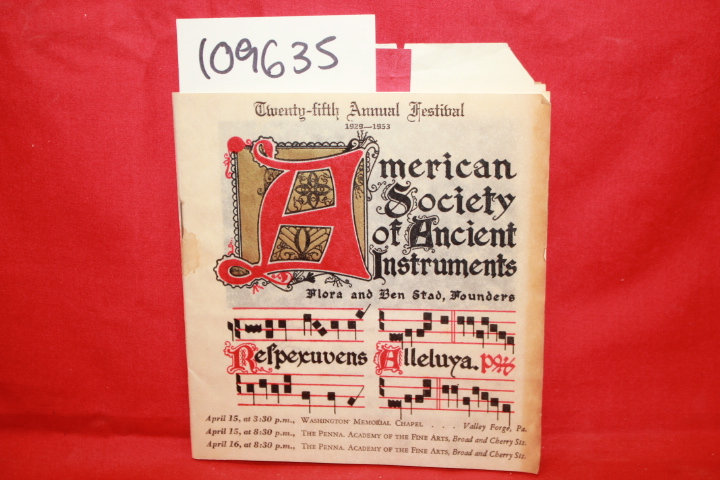 109635
Twenty-fifth Annual Festival
1929—1953
American
Society
of Ancient
Instruments
Flora and Ben Stad, Founders
Respexuvens Alleluya.
April 15, at 3:30 p.m., Washington Memorial Chapel . . . Valley Forge, Pa.
April 15, at 8:30 p.m., The Penna. Academy of the Fine Arts, Broad and Cherry Sts.
April 16, at 8:30 p.m., The Penna. Academy of the Fine Arts, Broad and Cherry Sts.